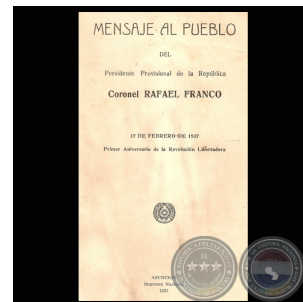 MENSAJE AL PUEBLO
DEL
Presidente Provisional de la República
Coronel RAFAEL FRANCO
17 DE FEBRERO DE 1937
Primer Aniversario de la Revolución Libertadora
ASUNCION
Imprenta Nacional
1937